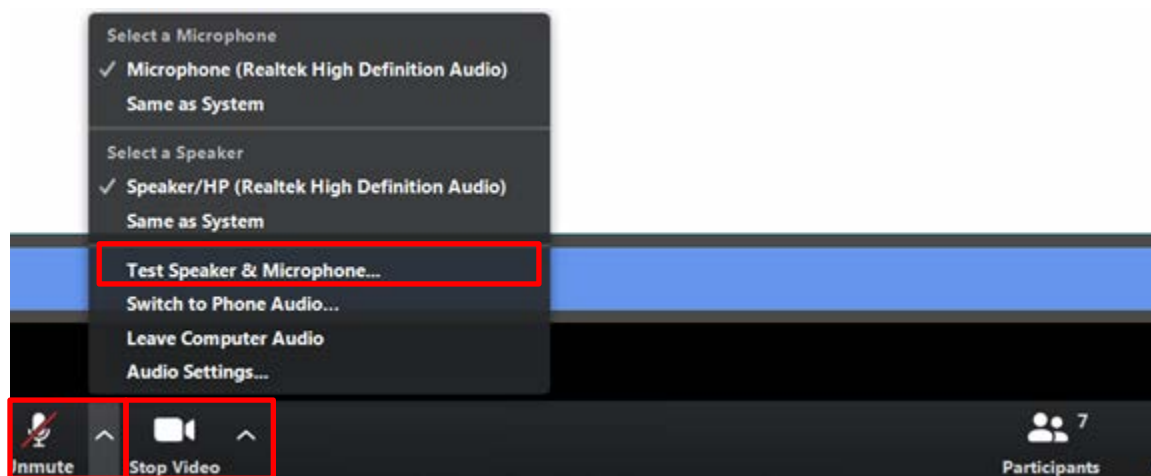 Select a Microphone
✓ Microphone (Realtek High Definition Audio)
Same as System
Select a Speaker
✓ Speaker/HP (Realtek High Definition Audio)
Same as System
Test Speaker & Microphone...
Switch to Phone Audio...
Leave Computer Audio
Audio Settings...
7
Unmute Stop Video Participants